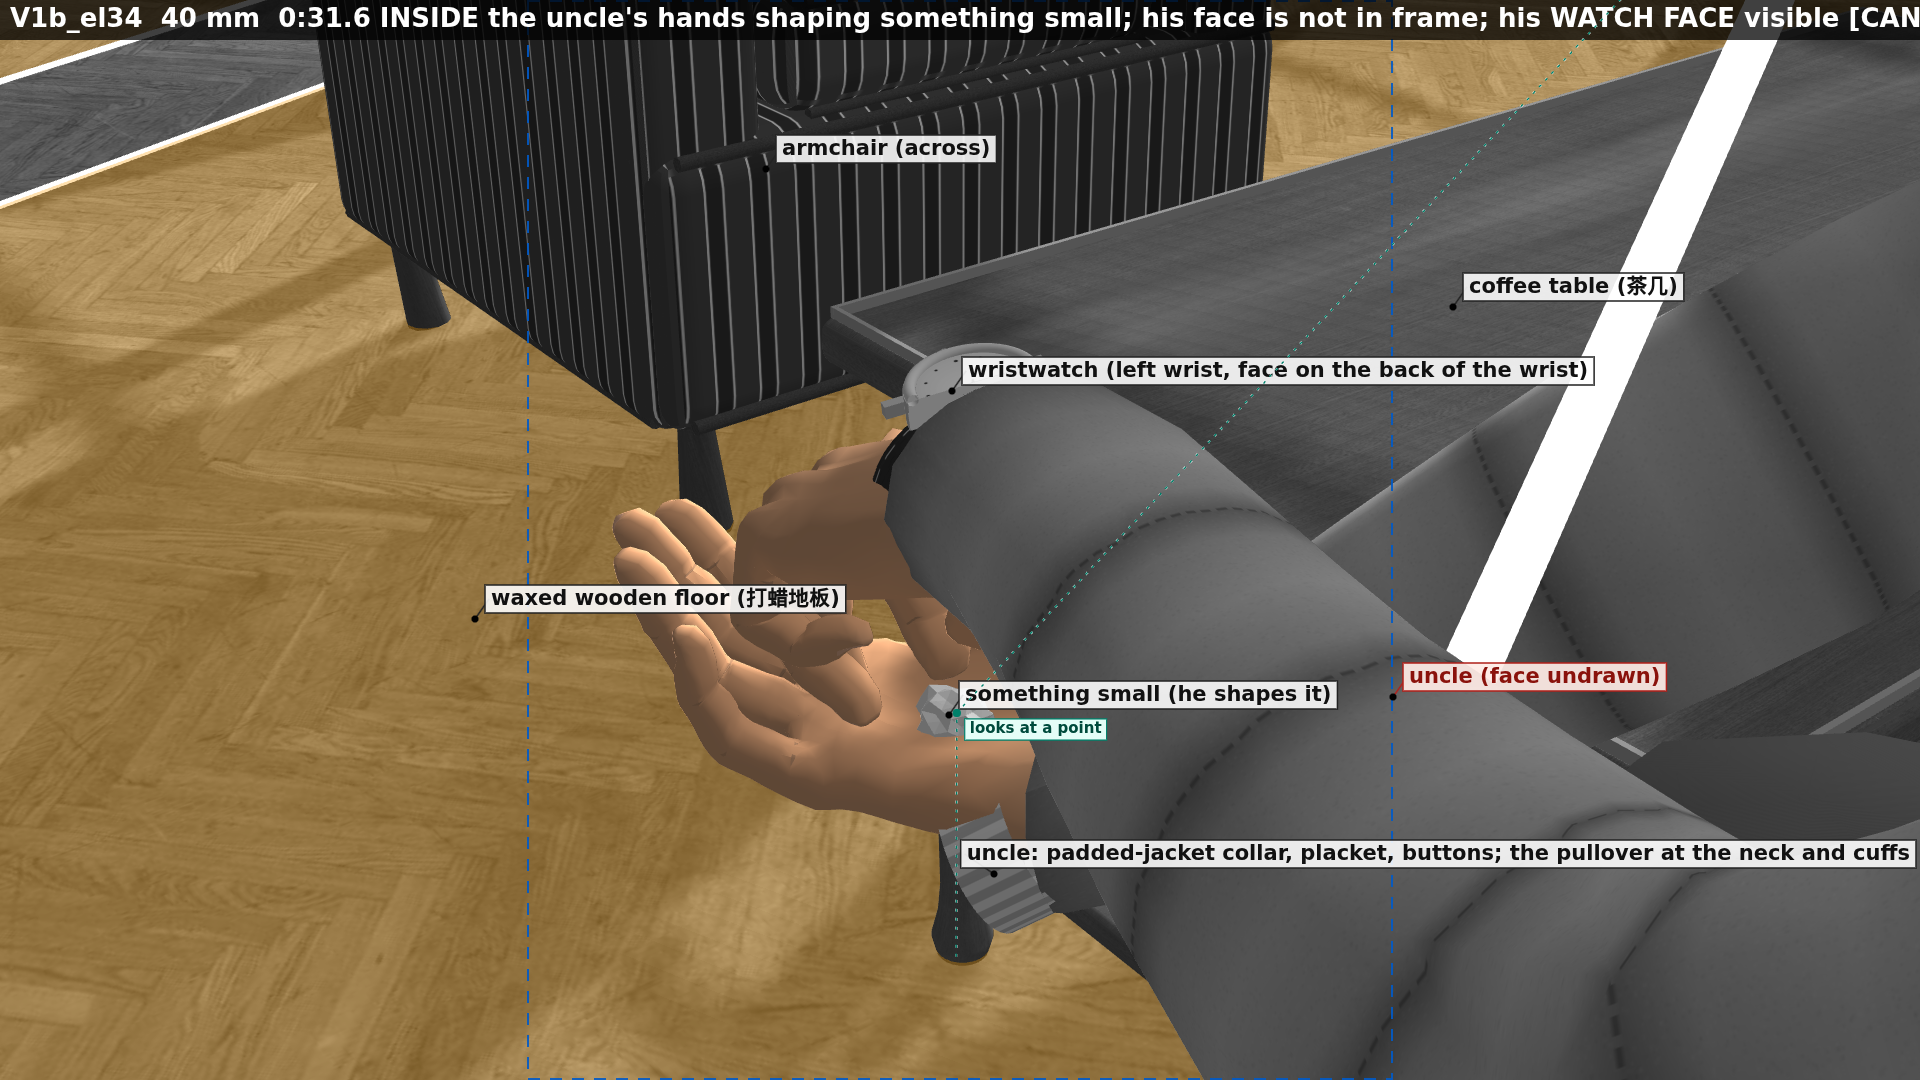 V1b_el34 40 mm 0:31.6 INSIDE the uncle's hands shaping something small; his face is not in frame; his WATCH FACE visible [CAN
armchair (across)
coffee table (茶几)
wristwatch (left wrist, face on the back of the wrist)
waxed wooden floor (打蜡地板)
uncle (face undrawn)
something small (he shapes it)
looks at a point
uncle: padded-jacket collar, placket, buttons; the pullover at the neck and cuffs